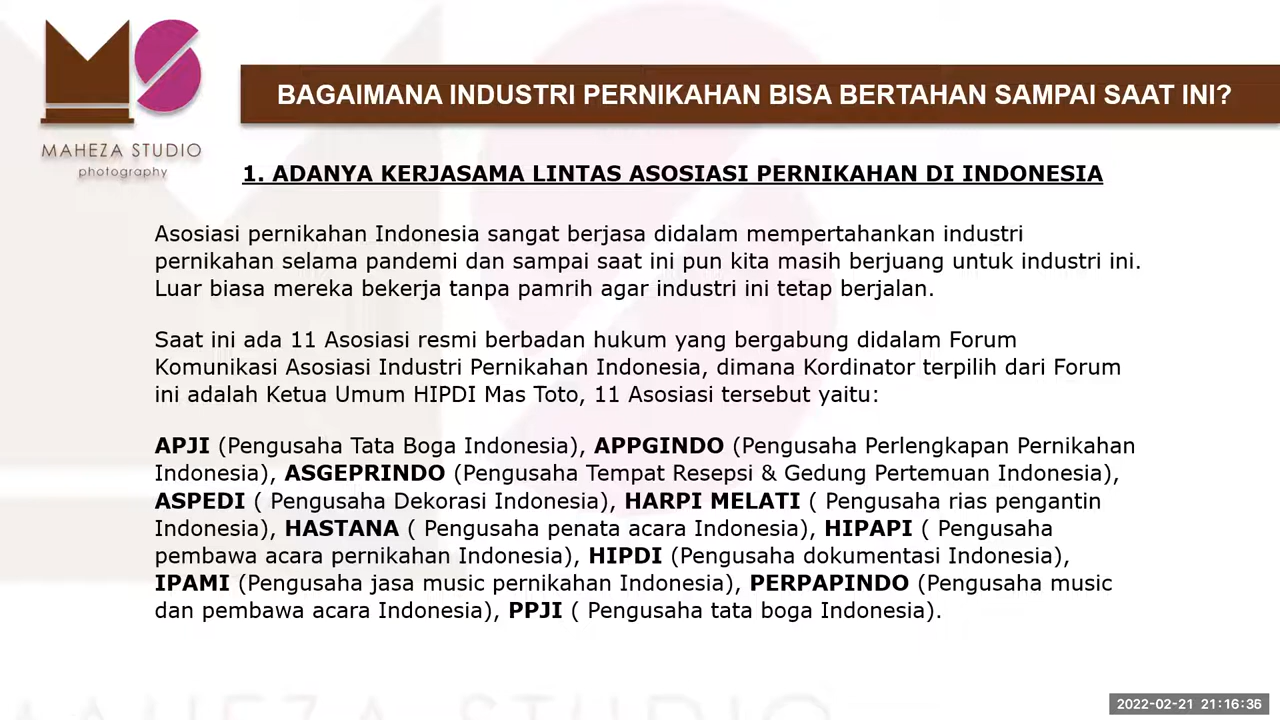 MS
MAHEZA STUDIO
photography
BAGAIMANA INDUSTRI PERNIKAHAN BISA BERTAHAN SAMPAI SAAT INI?
1. ADANYA KERJASAMA LINTAS ASOSIASI PERNIKAHAN DI INDONESIA
Asosiasi pernikahan Indonesia sangat berjasa didalam mempertahankan industri
pernikahan selama pandemi dan sampai saat ini pun kita masih berjuang untuk industri ini.
Luar biasa mereka bekerja tanpa pamrih agar industri ini tetap berjalan.
Saat ini ada 11 Asosiasi resmi berbadan hukum yang bergabung didalam Forum
Komunikasi Asosiasi Industri Pernikahan Indonesia, dimana Kordinator terpilih dari Forum
ini adalah Ketua Umum HIPDI Mas Toto, 11 Asosiasi tersebut yaitu:
APJI (Pengusaha Tata Boga Indonesia), APPGINDO (Pengusaha Perlengkapan Pernikahan
Indonesia), ASGEPRINDO (Pengusaha Tempat Resepsi & Gedung Pertemuan Indonesia),
ASPEDI ( Pengusaha Dekorasi Indonesia), HARPI MELATI ( Pengusaha rias pengantin
Indonesia), HASTANA ( Pengusaha penata acara Indonesia), HIPAPI ( Pengusaha
pembawa acara pernikahan Indonesia), HIPDI (Pengusaha dokumentasi Indonesia),
IPAMI (Pengusaha jasa music pernikahan Indonesia), PERPAPINDO (Pengusaha music
dan pembawa acara Indonesia), PPJI ( Pengusaha tata boga Indonesia).
MAHEZA STUDIO
2022-02-21 21:16:36